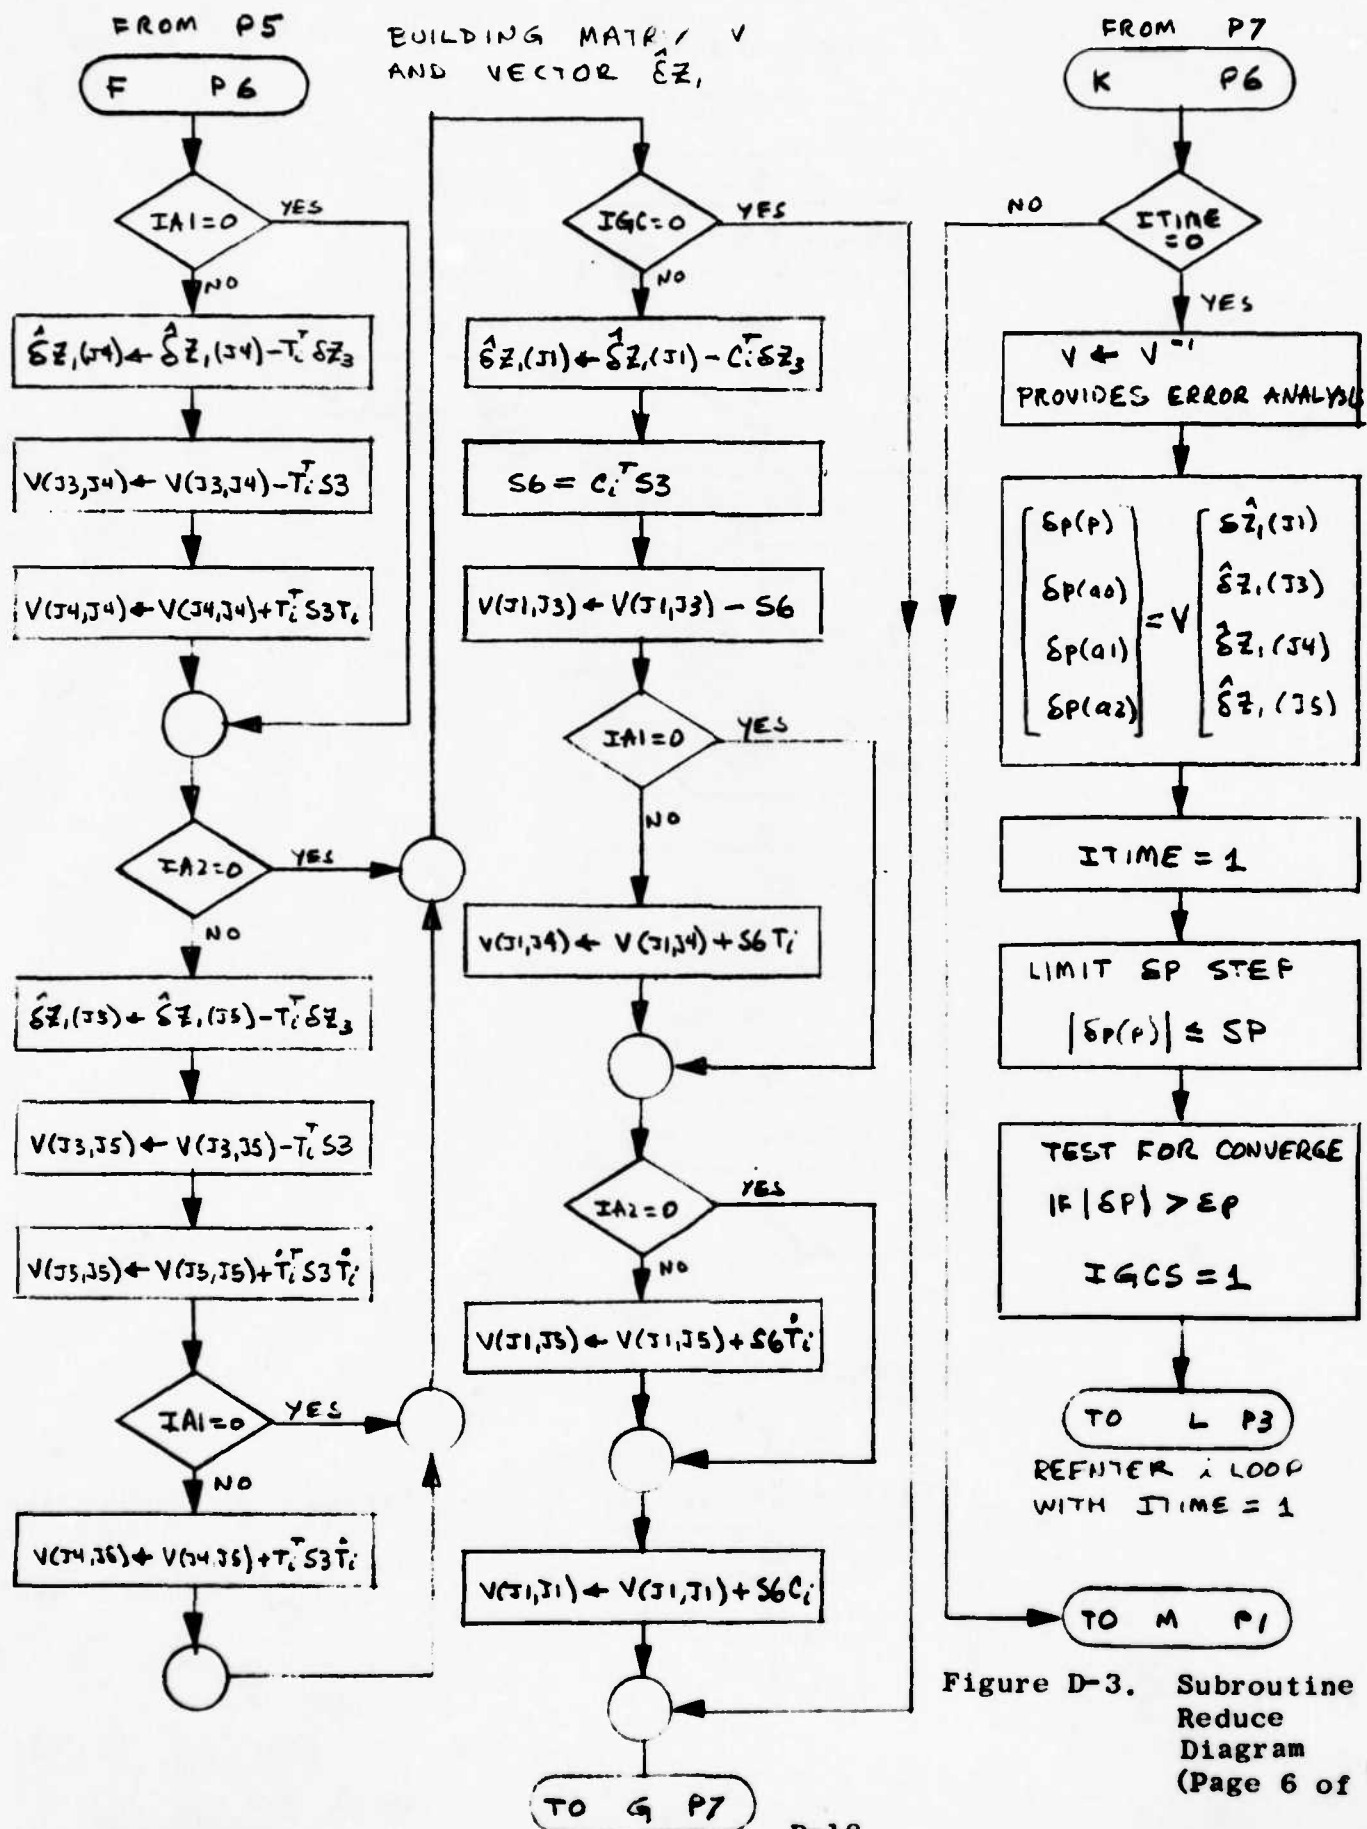 FROM P5
F P6
IA1=0
YES
NO
δ̂Z₁(J4) ← δ̂Z₁(J4) - Tᵢᵀ δZ₃
V(J3,J4) ← V(J3,J4) - Tᵢᵀ S3
V(J4,J4) ← V(J4,J4) + Tᵢᵀ S3 Tᵢ
IA2=0
YES
NO
δ̂Z₁(J5) ← δ̂Z₁(J5) - Tᵢᵀ δZ₃
V(J3,J5) ← V(J3,J5) - Tᵢᵀ S3
V(J5,J5) ← V(J5,J5) + Ṫᵢᵀ S3 Ṫᵢ
IA1=0
YES
NO
V(J4,J5) ← V(J4,J5) + Tᵢᵀ S3 Ṫᵢ
BUILDING V
AND VECTOR δ̂Z₁
IGC=0
YES
NO
δ̂Z₁(J1) ← δ̂Z₁(J1) - Cᵢᵀ δZ₃
S6 = Cᵢᵀ S3
V(J1,J3) ← V(J1,J3) - S6
IA1=0
YES
NO
V(J1,J4) ← V(J1,J4) + S6 Tᵢ
IA2=0
YES
NO
V(J1,J5) ← V(J1,J5) + S6 Ṫᵢ
V(J1,J1) ← V(J1,J1) + S6 Cᵢ
TO G P7
FROM P7
K P6
ITIME
=0
NO
YES
V ← V⁻¹
PROVIDES ERROR ANALYSIS
δp(p) δẐ₁(J1)
δp(a0) δ̂Z₁(J3)
= V
δp(a1) δ̂Z₁(J4)
δp(a2) δ̂Z₁(J5)
ITIME = 1
LIMIT SP STEP
|δp(p)| ≤ SP
TEST FOR CONVERGE
IF |δP| > εp
IGCS = 1
TO L P3
REENTER i LOOP
WITH ITIME = 1
TO M P1
Figure D-3. Subroutine
Reduce
Diagram
(Page 6 of